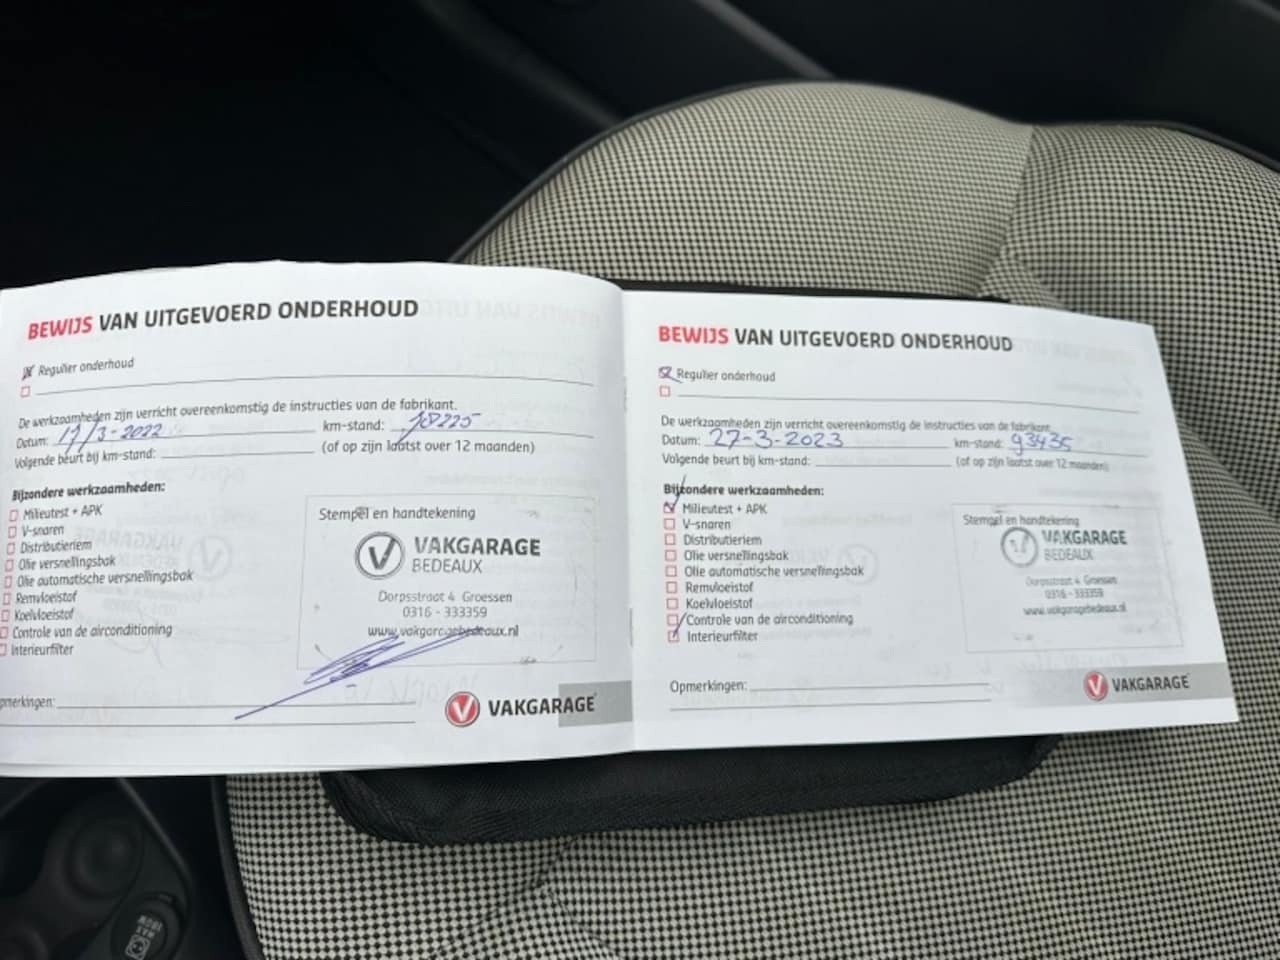 BEWIJS VAN UITGEVOERD ONDERHOUD
Regulier onderhoud
De werkzaamheden zijn verricht overeenkomstig de instructies van de fabrikant.
Datum: 17/3-2022 km-stand: 78225
Volgende beurt bij km-stand: (of op zijn laatst over 12 maanden)
Bijzondere werkzaamheden:
Milieutest + APK
V-snaren
Distributieriem
Olie versnellingsbak
Olie automatische versnellingsbak
Remvloeistof
Koelvloeistof
Controle van de airconditioning
Interieurfilter
Stempel en handtekening
VAKGARAGE
BEDEAUX
Dorpsstraat 4 Groessen
0316 - 333359
www.vakgaragebedeaux.nl
pmerkingen:
VAKGARAGE
BEWIJS VAN UITGEVOERD ONDERHOUD
Regulier onderhoud
De werkzaamheden zijn verricht overeenkomstig de instructies van de fabrikant.
Datum: 27-3-2023 km-stand: 93435
Volgende beurt bij km-stand: (of op zijn laatst over 12 maanden)
Bijzondere werkzaamheden:
Milieutest + APK
V-snaren
Distributieriem
Olie versnellingsbak
Olie automatische versnellingsbak
Remvloeistof
Koelvloeistof
Controle van de airconditioning
Interieurfilter
Stempel en handtekening
VAKGARAGE
BEDEAUX
Dorpsstraat 4 Groessen
0316 - 333359
www.vakgaragebedeaux.nl
Opmerkingen:
VAKGARAGE